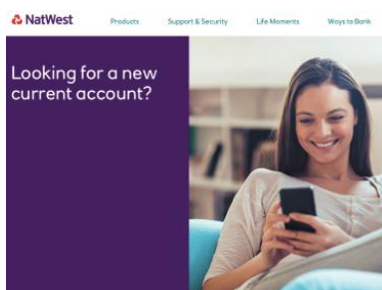 NatWest
Products
Support & Security
Life Moments
Ways to Bank
Looking for a new
current account?